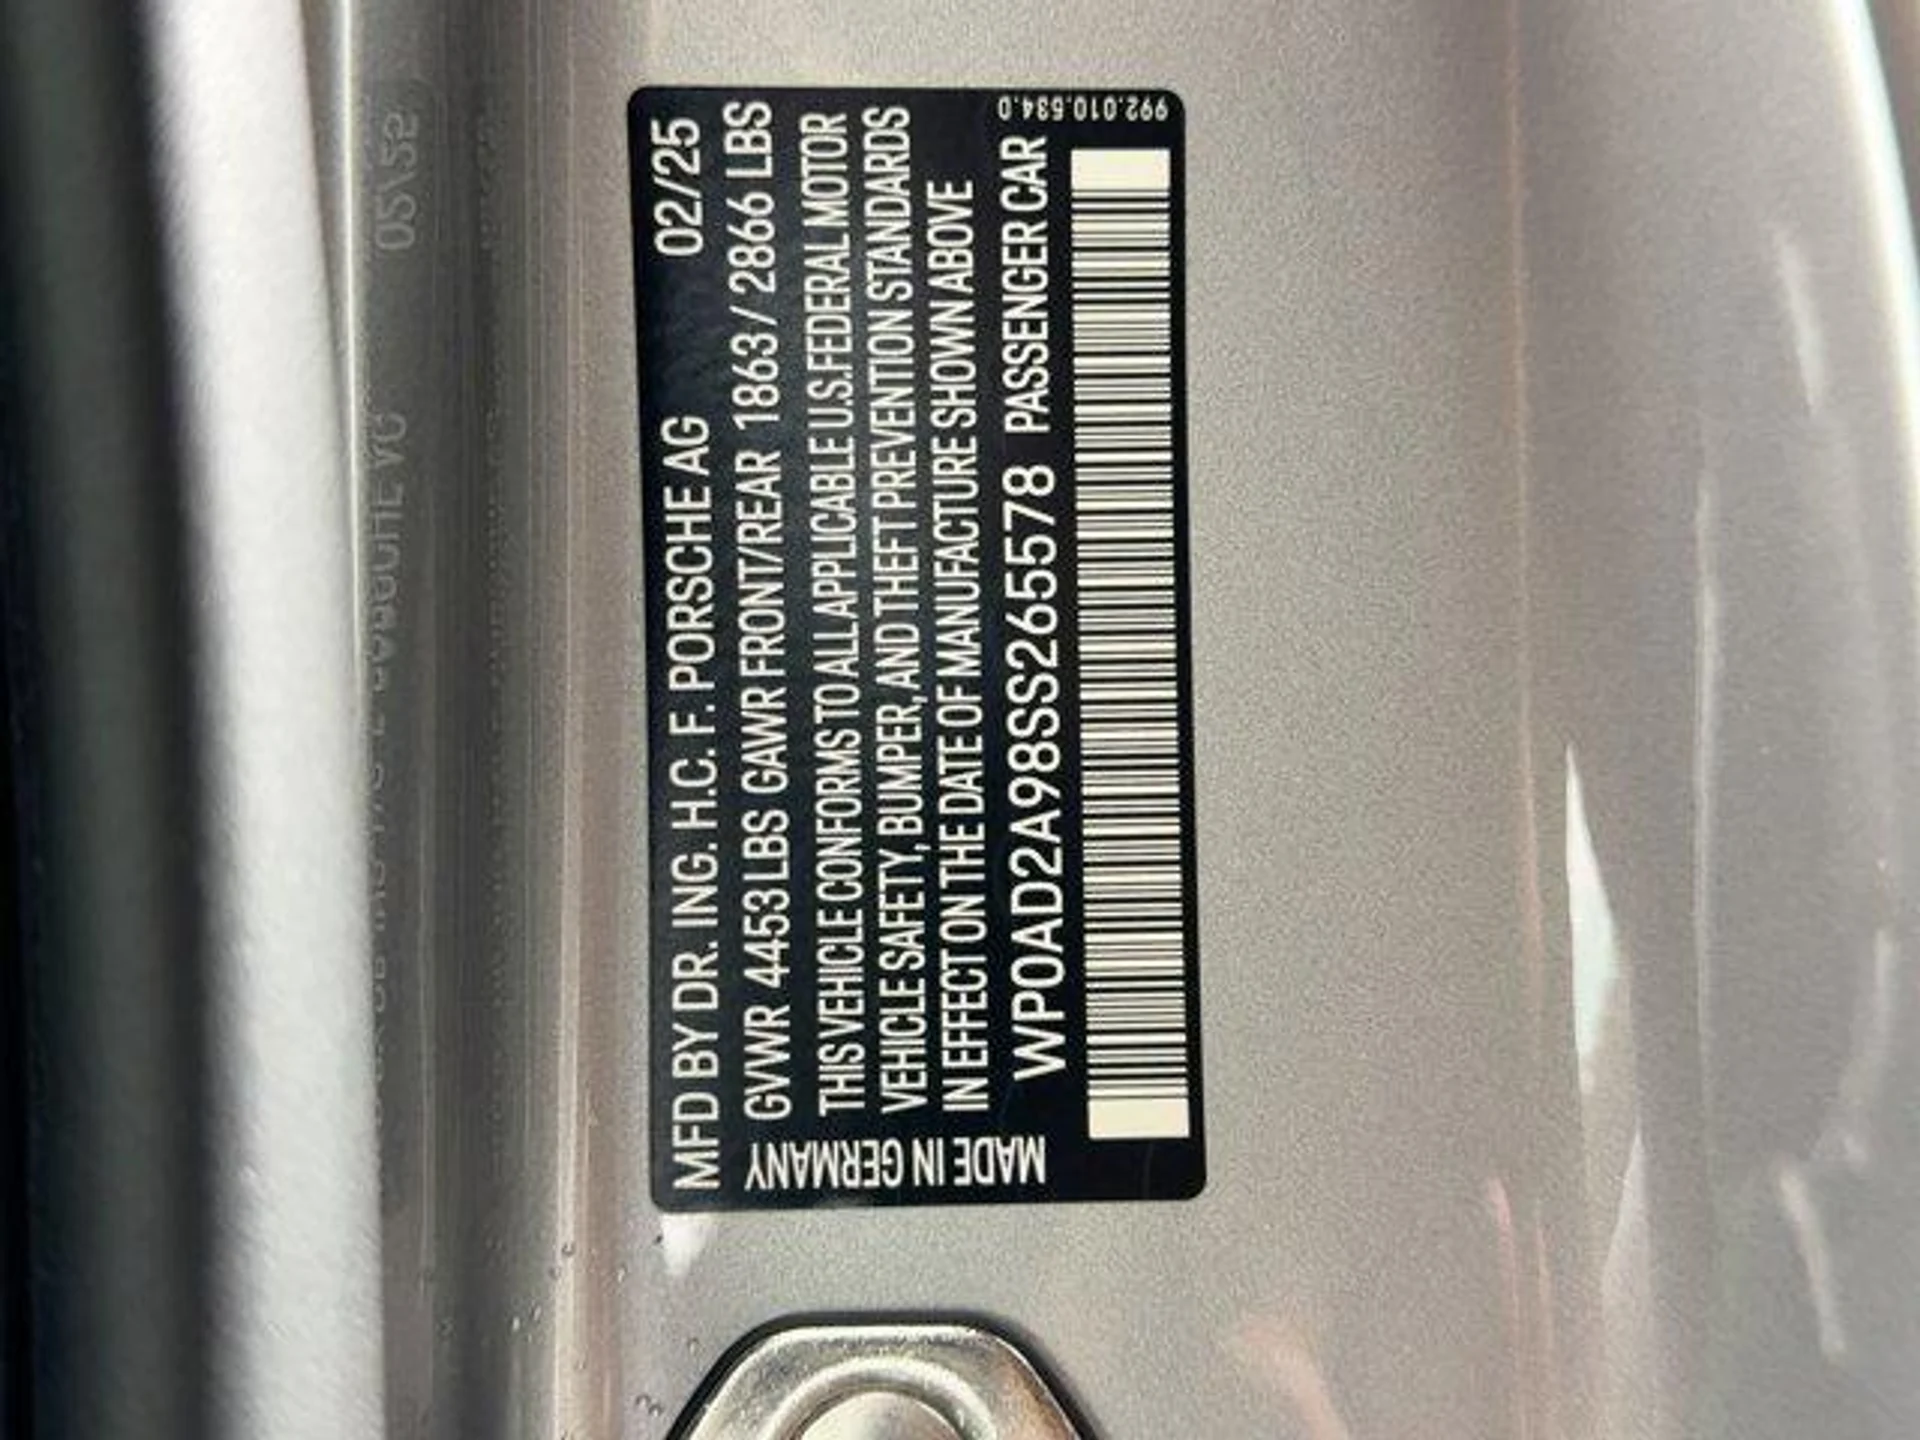 MFD BY DR. ING. H.C. F. PORSCHE AG 02/25
GVWR 4453 LBS GAWR FRONT/REAR 1863 / 2866 LBS
THIS VEHICLE CONFORMS TO ALL APPLICABLE U.S. FEDERAL MOTOR
VEHICLE SAFETY, BUMPER, AND THEFT PREVENTION STANDARDS
IN EFFECT ON THE DATE OF MANUFACTURE SHOWN ABOVE
WP0AD2A98SS265578 PASSENGER CAR
MADE IN GERMANY
992.010.534.0